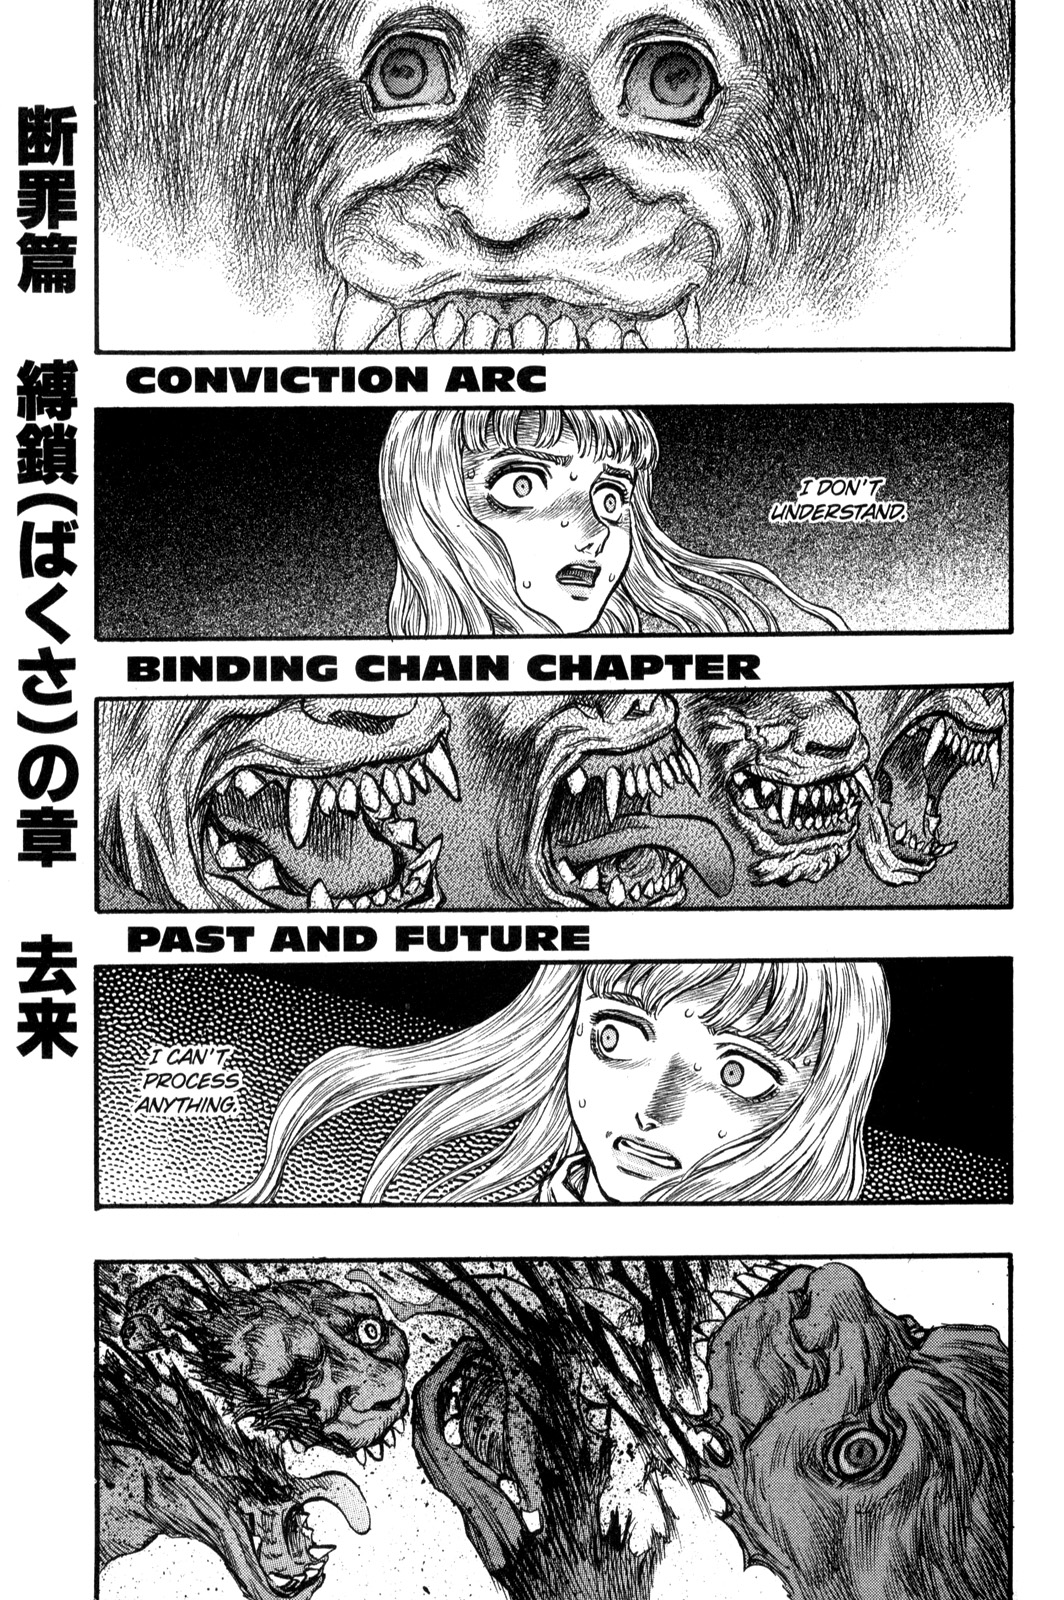 断罪篇 縛鎖(ばくさ)の章 去来
CONVICTION ARC
I DON'T
UNDERSTAND.
BINDING CHAIN CHAPTER
PAST AND FUTURE
I CAN'T
PROCESS
ANYTHING.